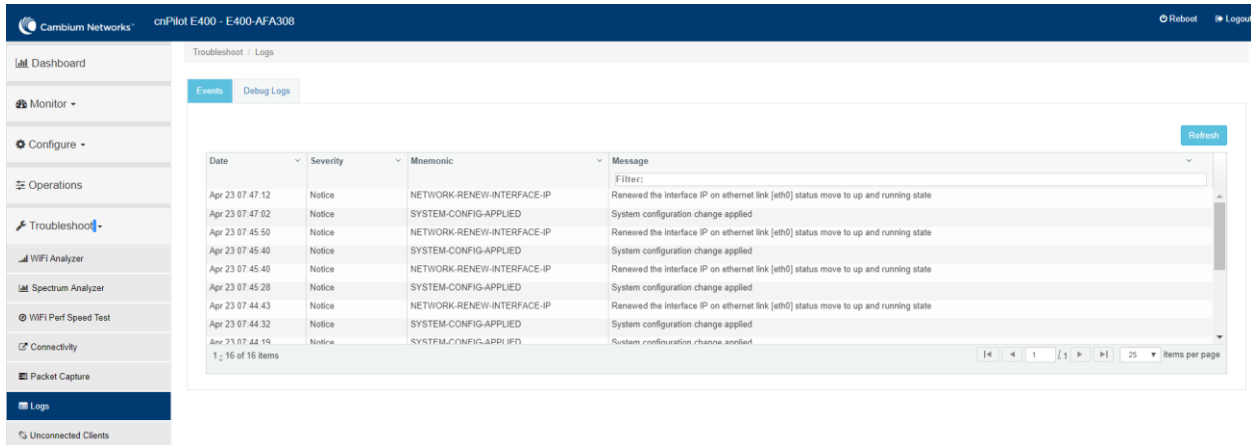 Cambium Networks™ cnPilot E400 - E400-AFA308 Reboot Logout
Troubleshoot / Logs
Dashboard
Monitor
Configure
Operations
Troubleshoot
WiFi Analyzer
Spectrum Analyzer
WiFi Perf Speed Test
Connectivity
Packet Capture
Logs
Unconnected Clients
Events Debug Logs
Refresh
Date Severity Mnemonic Message
Filter:
Apr 23 07:47:12 Notice NETWORK-RENEW-INTERFACE-IP Renewed the interface IP on ethernet link [eth0] status move to up and running state
Apr 23 07:47:02 Notice SYSTEM-CONFIG-APPLIED System configuration change applied
Apr 23 07:45:50 Notice NETWORK-RENEW-INTERFACE-IP Renewed the interface IP on ethernet link [eth0] status move to up and running state
Apr 23 07:45:40 Notice SYSTEM-CONFIG-APPLIED System configuration change applied
Apr 23 07:45:40 Notice NETWORK-RENEW-INTERFACE-IP Renewed the interface IP on ethernet link [eth0] status move to up and running state
Apr 23 07:45:28 Notice SYSTEM-CONFIG-APPLIED System configuration change applied
Apr 23 07:44:43 Notice NETWORK-RENEW-INTERFACE-IP Renewed the interface IP on ethernet link [eth0] status move to up and running state
Apr 23 07:44:32 Notice SYSTEM-CONFIG-APPLIED System configuration change applied
Apr 23 07:44:19 Notice SYSTEM-CONFIG-APPLIED System configuration change applied
1 - 16 of 16 items 1 / 1 25 items per page